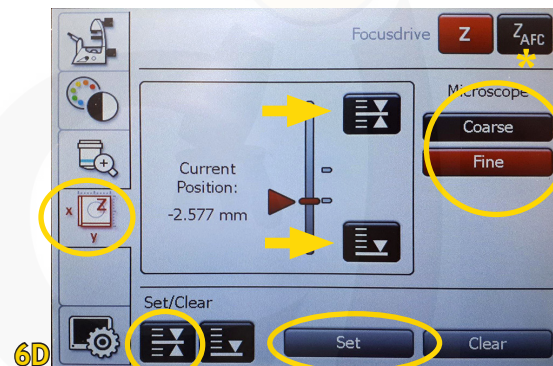 Focusdrive
Z
ZAFC
*
Microscope
Coarse
Fine
Current
Position:
-2.577 mm
x
Z
y
Set/Clear
Set
Clear
6D